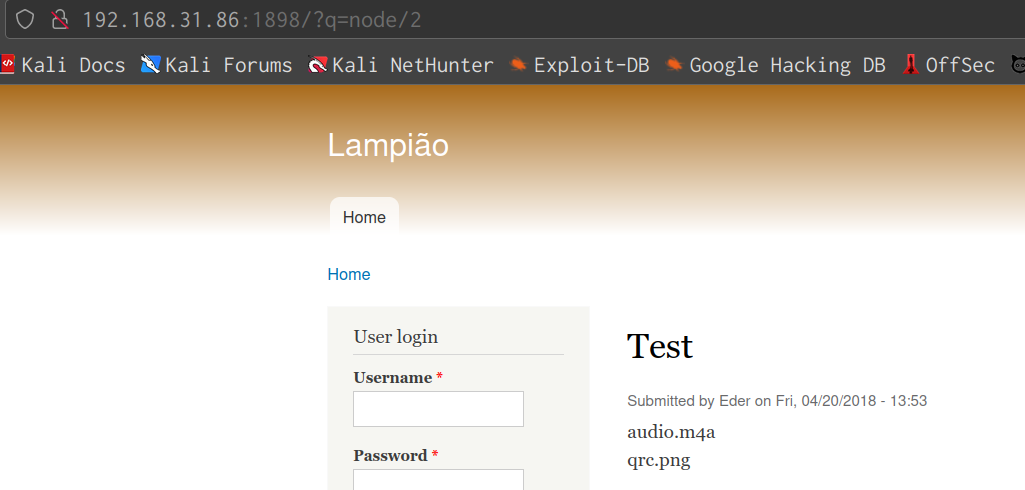 192.168.31.86:1898/?q=node/2
Kali Docs Kali Forums Kali NetHunter Exploit-DB Google Hacking DB OffSec
Lampião
Home
Home
User login
Username *
Password *
Test
Submitted by Eder on Fri, 04/20/2018 - 13:53
audio.m4a
qrc.png